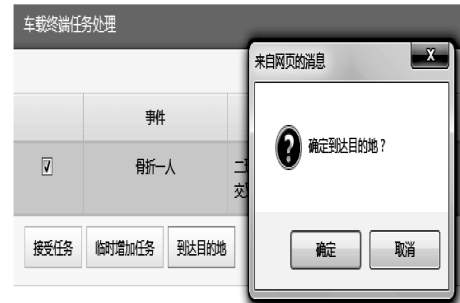 车载终端任务处理
来自网页的消息
X
事件
确定到达目的地？
骨折一人
接受任务 临时增加任务 到达目的地
确定 取消